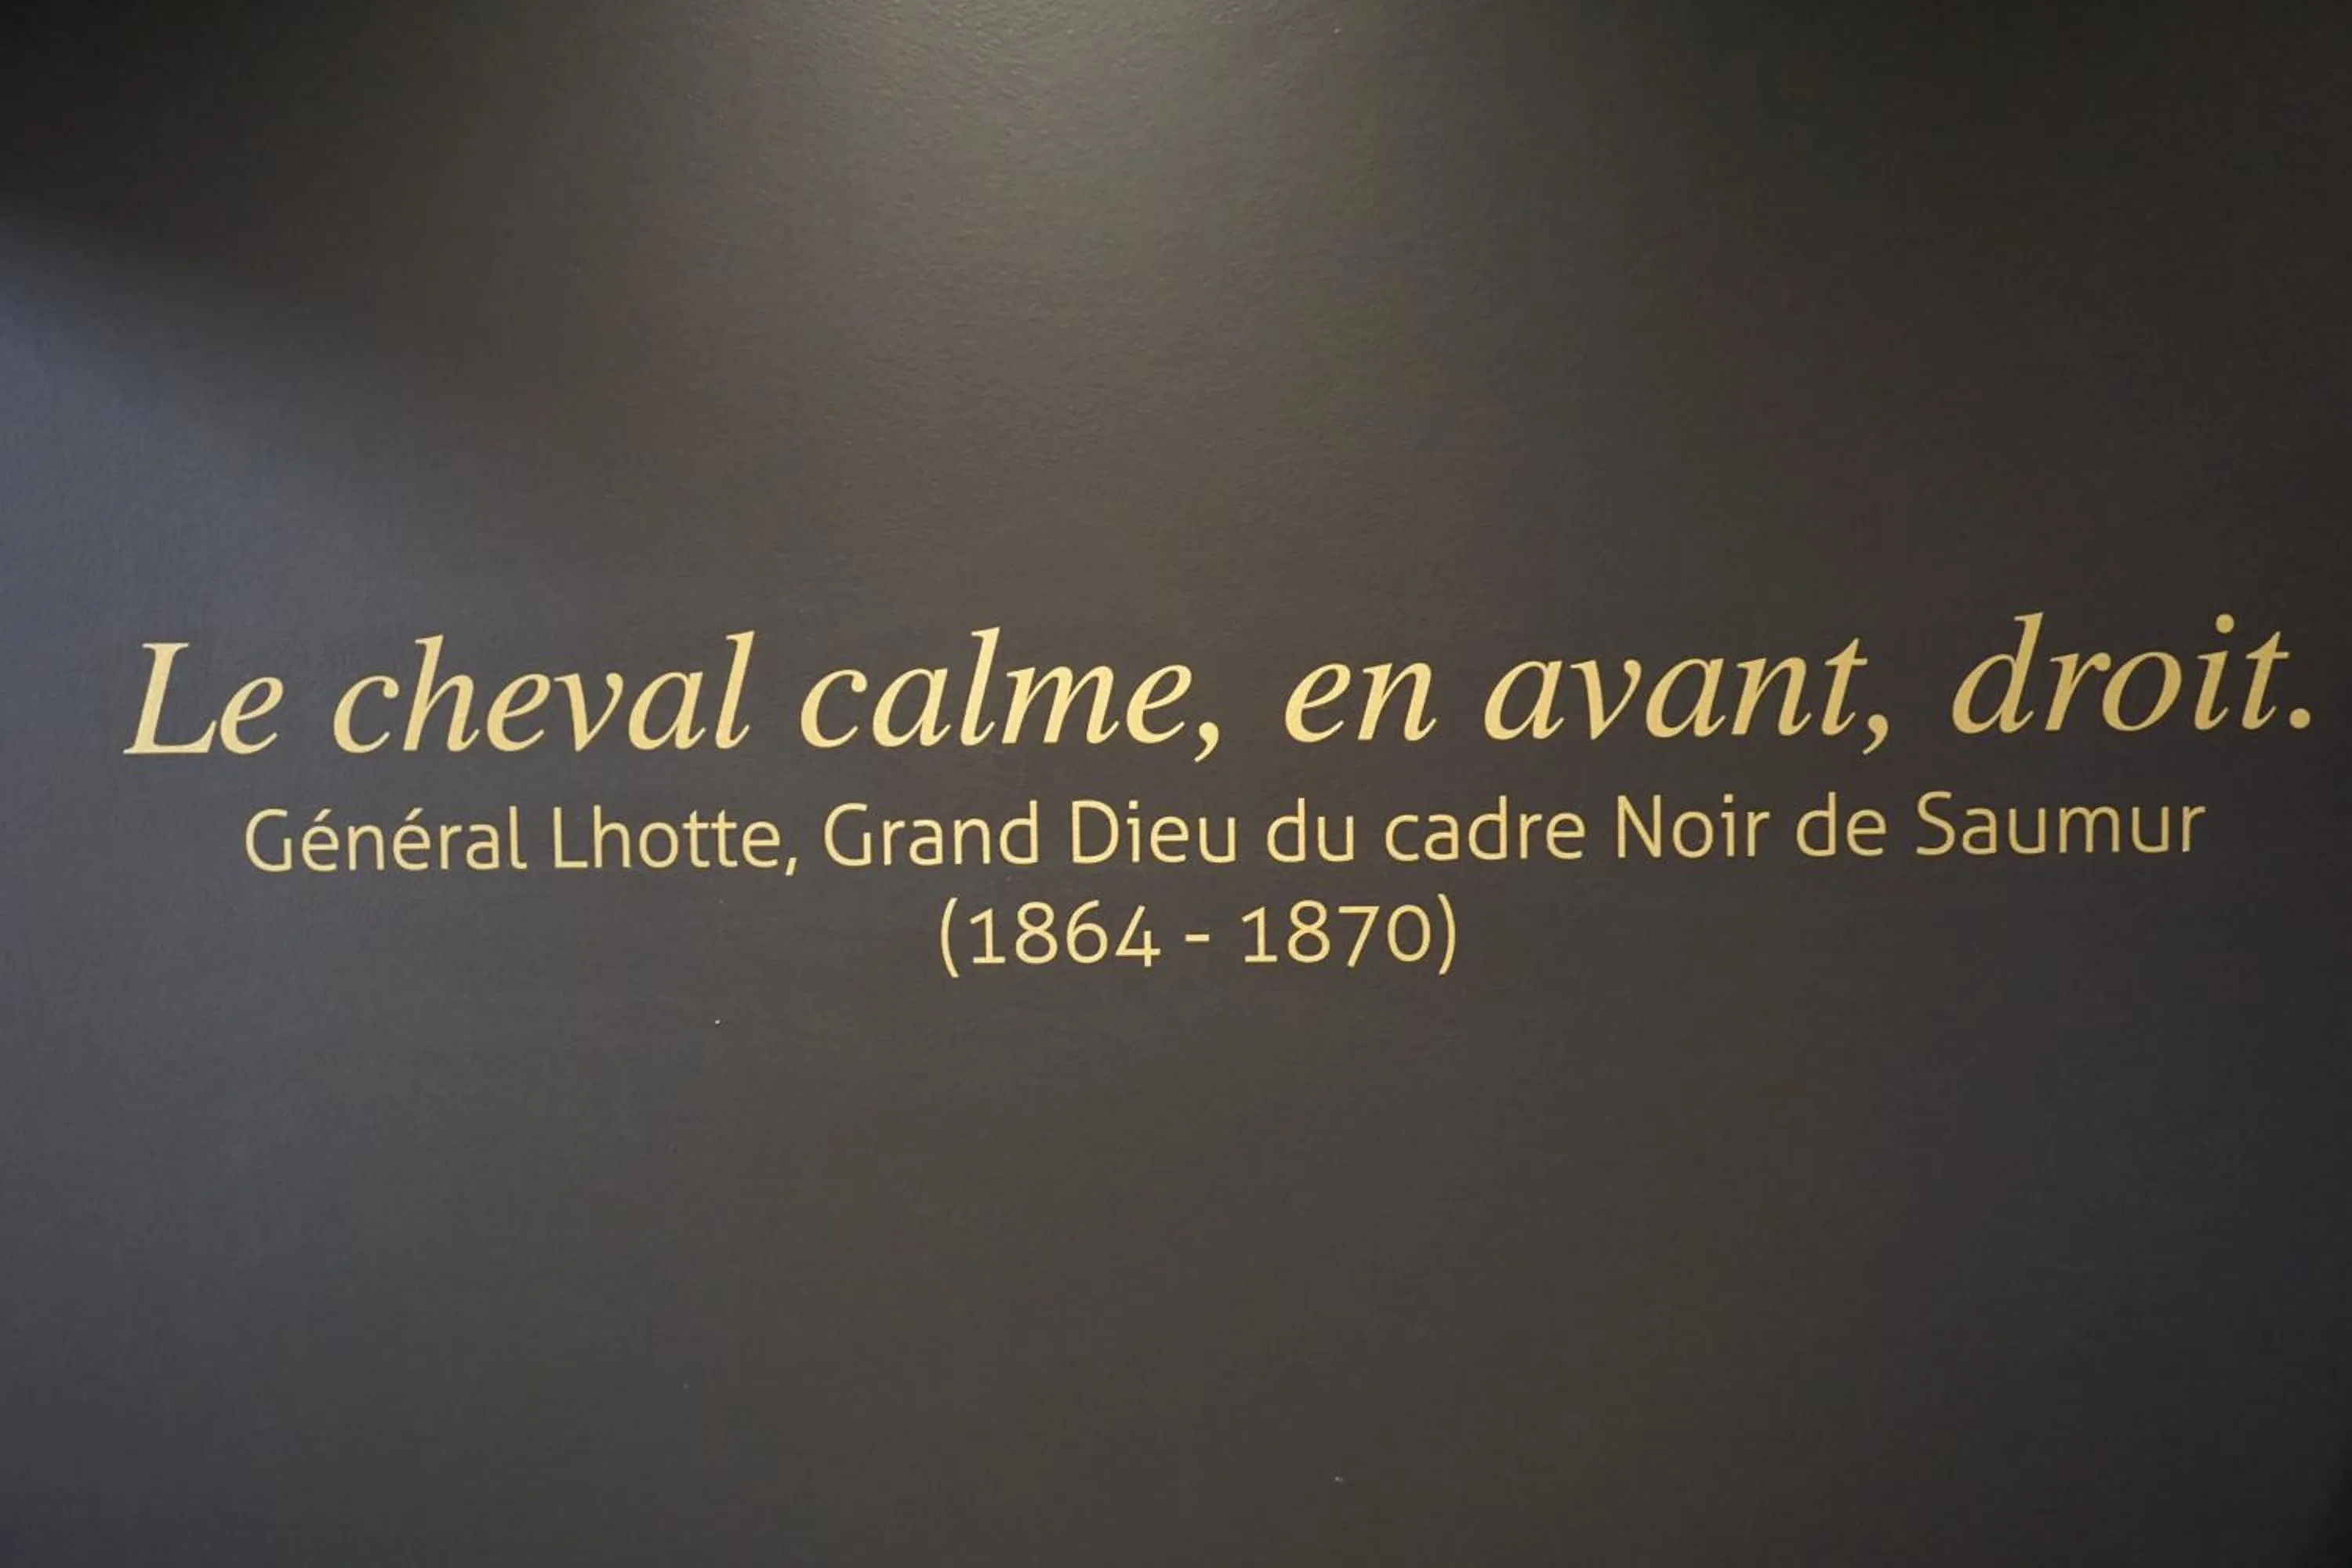 Le cheval calme, en avant, droit.
Général Lhotte, Grand Dieu du cadre Noir de Saumur
(1864 - 1870)